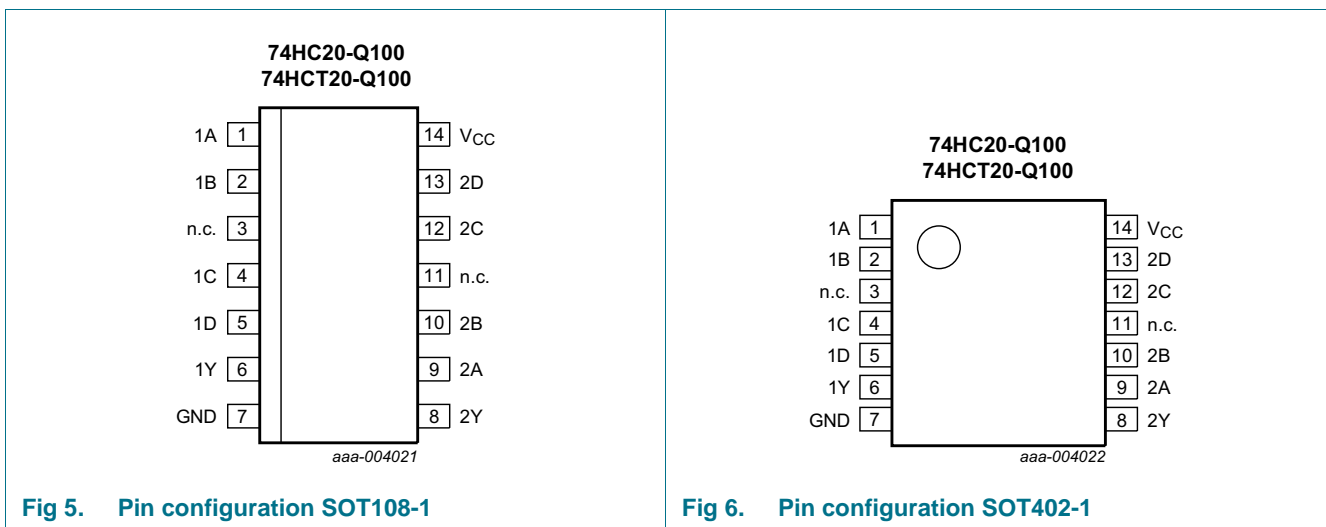 74HC20-Q100
74HCT20-Q100
1A 1
14 VCC
1B 2
13 2D
n.c. 3
12 2C
1C 4
11 n.c.
1D 5
10 2B
1Y 6
9 2A
GND 7
8 2Y
aaa-004021
Fig 5. Pin configuration SOT108-1
74HC20-Q100
74HCT20-Q100
1A 1
14 VCC
1B 2
13 2D
n.c. 3
12 2C
1C 4
11 n.c.
1D 5
10 2B
1Y 6
9 2A
GND 7
8 2Y
aaa-004022
Fig 6. Pin configuration SOT402-1